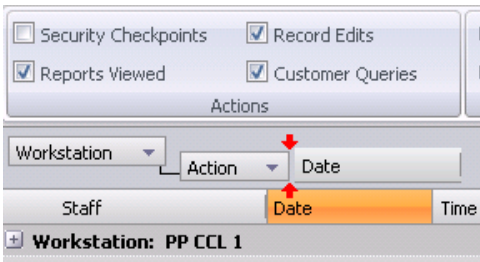 Security Checkpoints Record Edits
Reports Viewed Customer Queries
Actions
Workstation
Action Date
Staff Date Time
Workstation: PP CCL 1